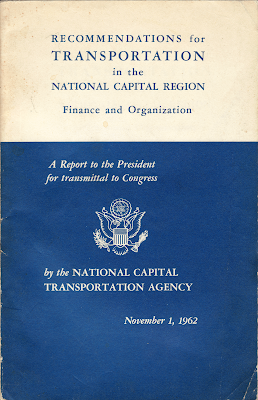 RECOMMENDATIONS for
TRANSPORTATION
in the
NATIONAL CAPITAL REGION
Finance and Organization
A Report to the President
for transmittal to Congress
by the NATIONAL CAPITAL
TRANSPORTATION AGENCY
November 1, 1962